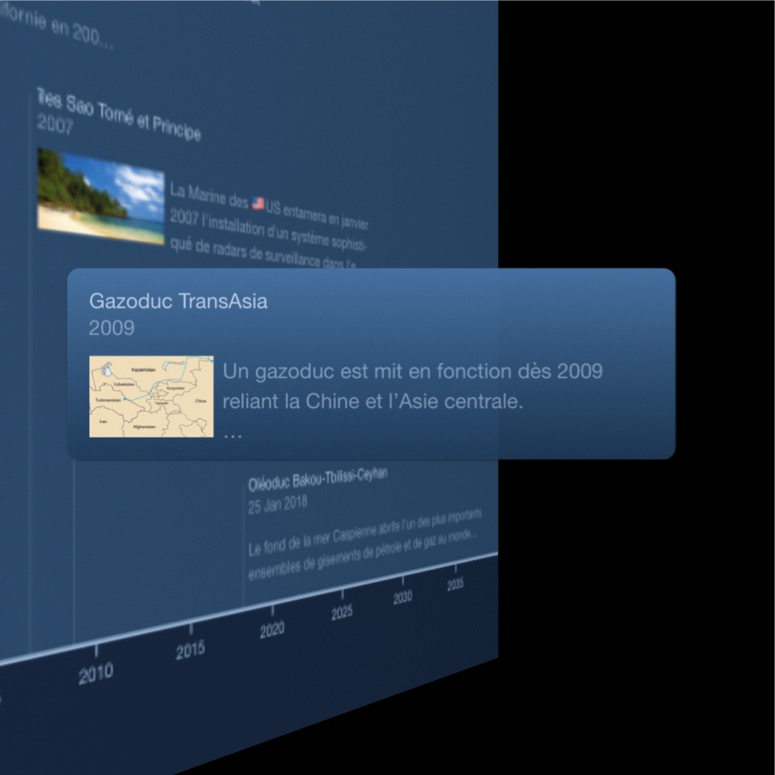 ifornie en 200...
Îles Sao Tomé et Principe
2007
La Marine des 🇺🇸US entamera en janvier
2007 l'installation d'un système sophisti-
qué de radars de surveillance dans l'e
Gazoduc TransAsia
2009
Un gazoduc est mit en fonction dès 2009
reliant la Chine et l'Asie centrale.
...
Kazakhstan
Uzbekistan
Kyrgyzstan
Turkmenistan
China
Iran
Afghanistan
Oléoduc Bakou-Tbilissi-Ceyhan
25 Jan 2018
Le fond de la mer Caspienne abrite l'un des plus importants
ensembles de gisements de pétrole et de gaz au monde...
2010 2015 2020 2025 2030 2035